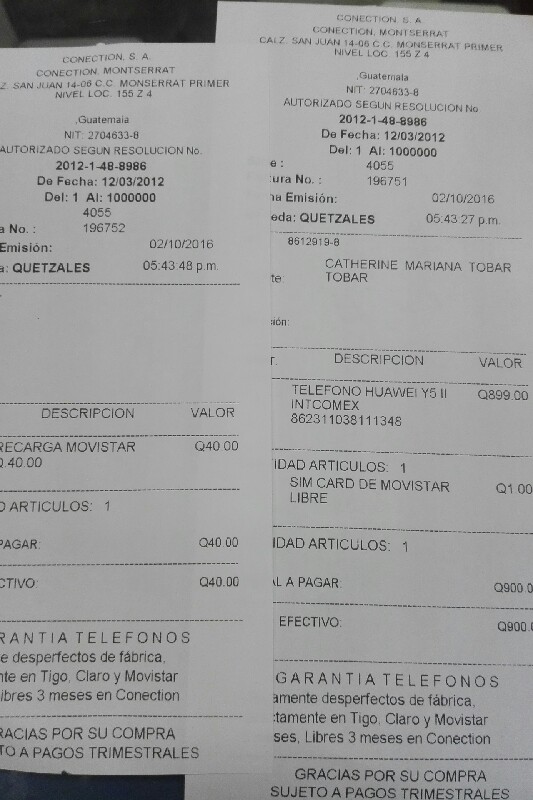 CONECTION, S. A.
CONECTION, MONTSERRAT
Z. SAN JUAN 14-06 C.C. MONSERRAT PRIMER
NIVEL LOC. 155 Z 4
,Guatemala
NIT: 2704633-8
AUTORIZADO SEGUN RESOLUCION No.
2012-1-48-8986
De Fecha: 12/03/2012
Del: 1 Al: 1000000
4055
a No. : 196752
Emisión: 02/10/2016
a: QUETZALES 05:43:48 p.m.
DESCRIPCION VALOR
RECARGA MOVISTAR Q40.00
Q.40.00
D ARTICULOS: 1
PAGAR: Q40.00
CTIVO: Q40.00
RANTIA TELEFONOS
e desperfectos de fábrica,
nte en Tigo, Claro y Movistar
Libres 3 meses en Conection
RACIAS POR SU COMPRA
TO A PAGOS TRIMESTRALES
CONECTION, S. A.
CONECTION, MONTSERRAT
CALZ. SAN JUAN 14-06 C.C. MONSERRAT PRIMER
NIVEL LOC. 155 Z 4
,Guatemala
NIT: 2704633-8
AUTORIZADO SEGUN RESOLUCION No
2012-1-48-8986
De Fecha: 12/03/2012
Del: 1 Al: 1000000
e : 4055
tura No. : 196751
ha Emisión: 02/10/2016
eda: QUETZALES 05:43:27 p.m.
8612919-8
te: CATHERINE MARIANA TOBAR
TOBAR
ión:
T. DESCRIPCION VALOR
TELEFONO HUAWEI Y5 II Q899.00
INTCOMEX
862311038111348
IDAD ARTICULOS: 1
SIM CARD DE MOVISTAR Q1.00
LIBRE
IDAD ARTICULOS: 1
AL A PAGAR: Q900.0
EFECTIVO: Q900.
GARANTIA TELEFONOS
amente desperfectos de fábrica,
ctamente en Tigo, Claro y Movistar
ses, Libres 3 meses en Conection
GRACIAS POR SU COMPRA
SUJETO A PAGOS TRIMESTRALES